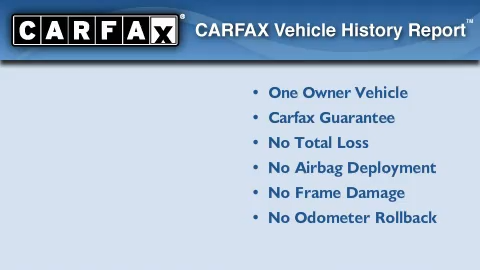 CARFAX® CARFAX Vehicle History Report™
• One Owner Vehicle
• Carfax Guarantee
• No Total Loss
• No Airbag Deployment
• No Frame Damage
• No Odometer Rollback